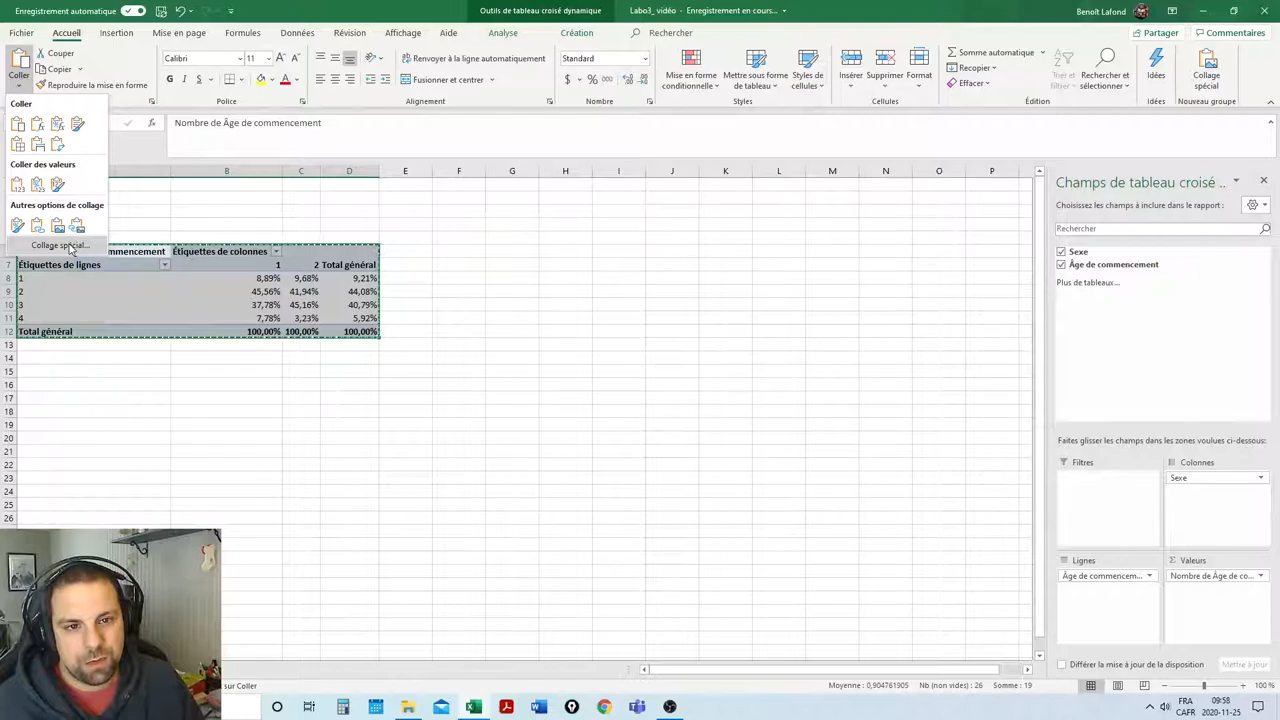 Enregistrement automatique
Outils de tableau croisé dynamique
Labo3_vidéo - Enregistrement en cours...
Benoît Lafond
Fichier Accueil Insertion Mise en page Formules Données Révision Affichage Aide Analyse Création Rechercher
Partager Commentaires
Coller
Couper
Copier
Reproduire la mise en forme
Calibri 11
G I S
Police
Renvoyer à la ligne automatiquement
Fusionner et centrer
Alignement
Standard
$ % 000
Nombre
Mise en forme conditionnelle
Mettre sous forme de tableau
Styles de cellules
Styles
Insérer Supprimer Format
Cellules
Somme automatique
Recopier
Effacer
Trier et filtrer
Rechercher et sélectionner
Édition
Idées
Idées
Collage spécial
Nouveau groupe
Coller
Coller des valeurs
Autres options de collage
Collage spécial...
fx Nombre de Âge de commencement
B C D E F G H I J K L M N O P
mmencement Étiquettes de colonnes
7 Étiquettes de lignes 1 2 Total général
8 1 8,89% 9,68% 9,21%
9 2 45,56% 41,94% 44,08%
10 3 37,78% 45,16% 40,79%
11 4 7,78% 3,23% 5,92%
12 Total général 100,00% 100,00% 100,00%
13
14
15
16
17
18
19
20
21
22
23
24
25
26
Champs de tableau croisé ..
Choisissez les champs à inclure dans le rapport :
Rechercher
Sexe
Âge de commencement
Plus de tableaux...
Faites glisser les champs dans les zones voulues ci-dessous:
Filtres
Colonnes
Sexe
Lignes
Âge de commencem...
Valeurs
Nombre de Âge de co...
Différer la mise à jour de la disposition
Mettre à jour
sur Coller
Moyenne : 0,904761905 Nb (non vides) : 26 Somme : 19
100 %
FRA
CAFR
09:58
2020-11-25